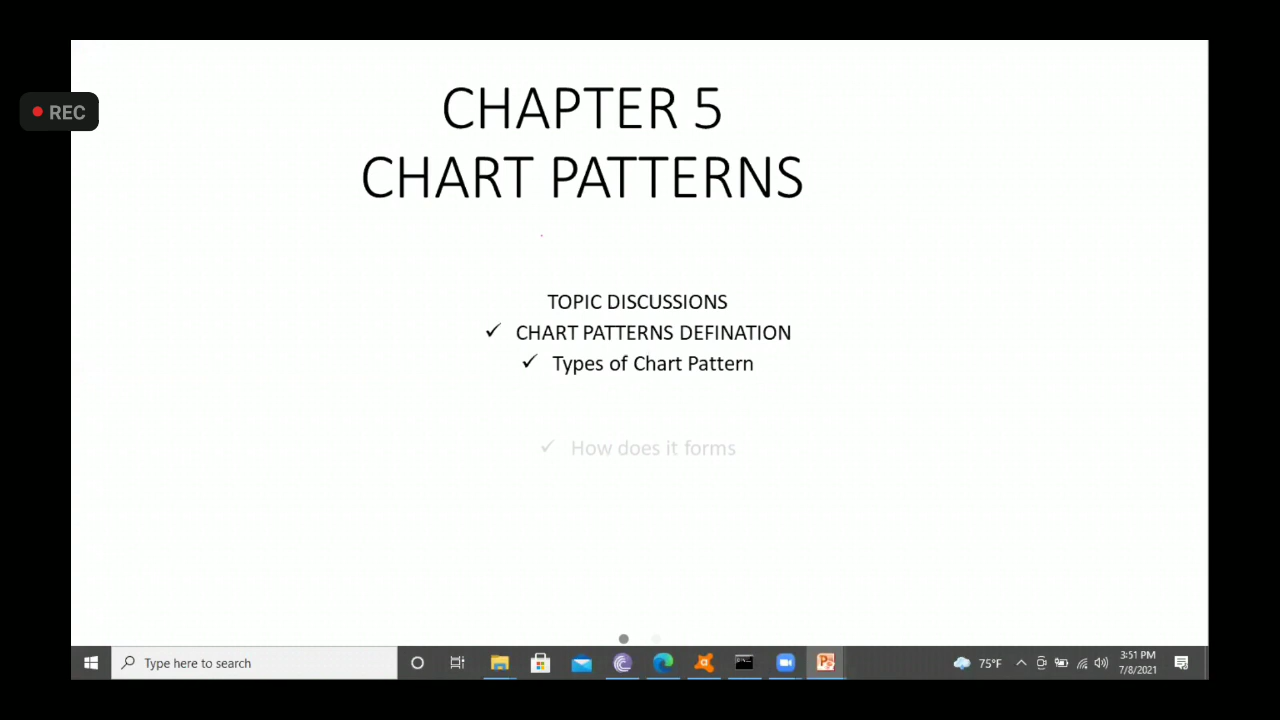 CHAPTER 5
CHART PATTERNS
REC
TOPIC DISCUSSIONS
✓ CHART PATTERNS DEFINATION
✓ Types of Chart Pattern
✓ How does it forms
Type here to search
75°F
3:51 PM
7/8/2021